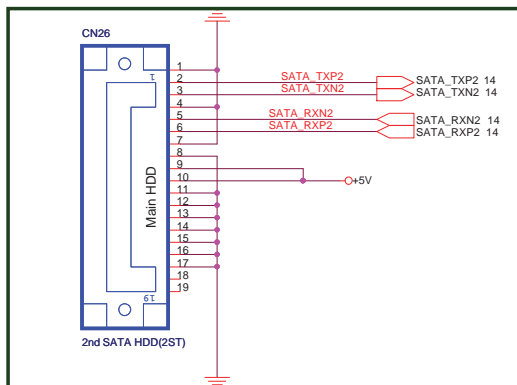 CN26
1
2
3
4
5
6
7
8
9
10
11
12
13
14
15
16
17
18
19
1
19
Main HDD
SATA_TXP2
SATA_TXN2
SATA_RXN2
SATA_RXP2
SATA_TXP2 14
SATA_TXN2 14
SATA_RXN2 14
SATA_RXP2 14
+5V
2nd SATA HDD(2ST)